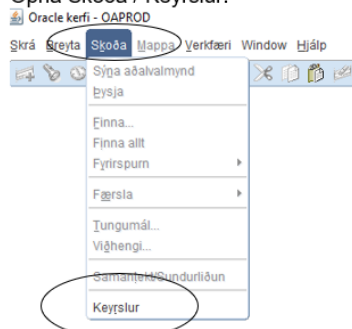 Opna Skoða / Keyrslur.
Oracle kerfi - OAPROD
Skrá Breyta Skoða Mappa Verkfæri Window Hjálp
Sýna aðalvalmynd
Þysja
Finna...
Finna allt
Fyrirspurn
Færsla
Tungumál...
Viðhengi...
Samantekt/Sundurliðun
Keyrslur